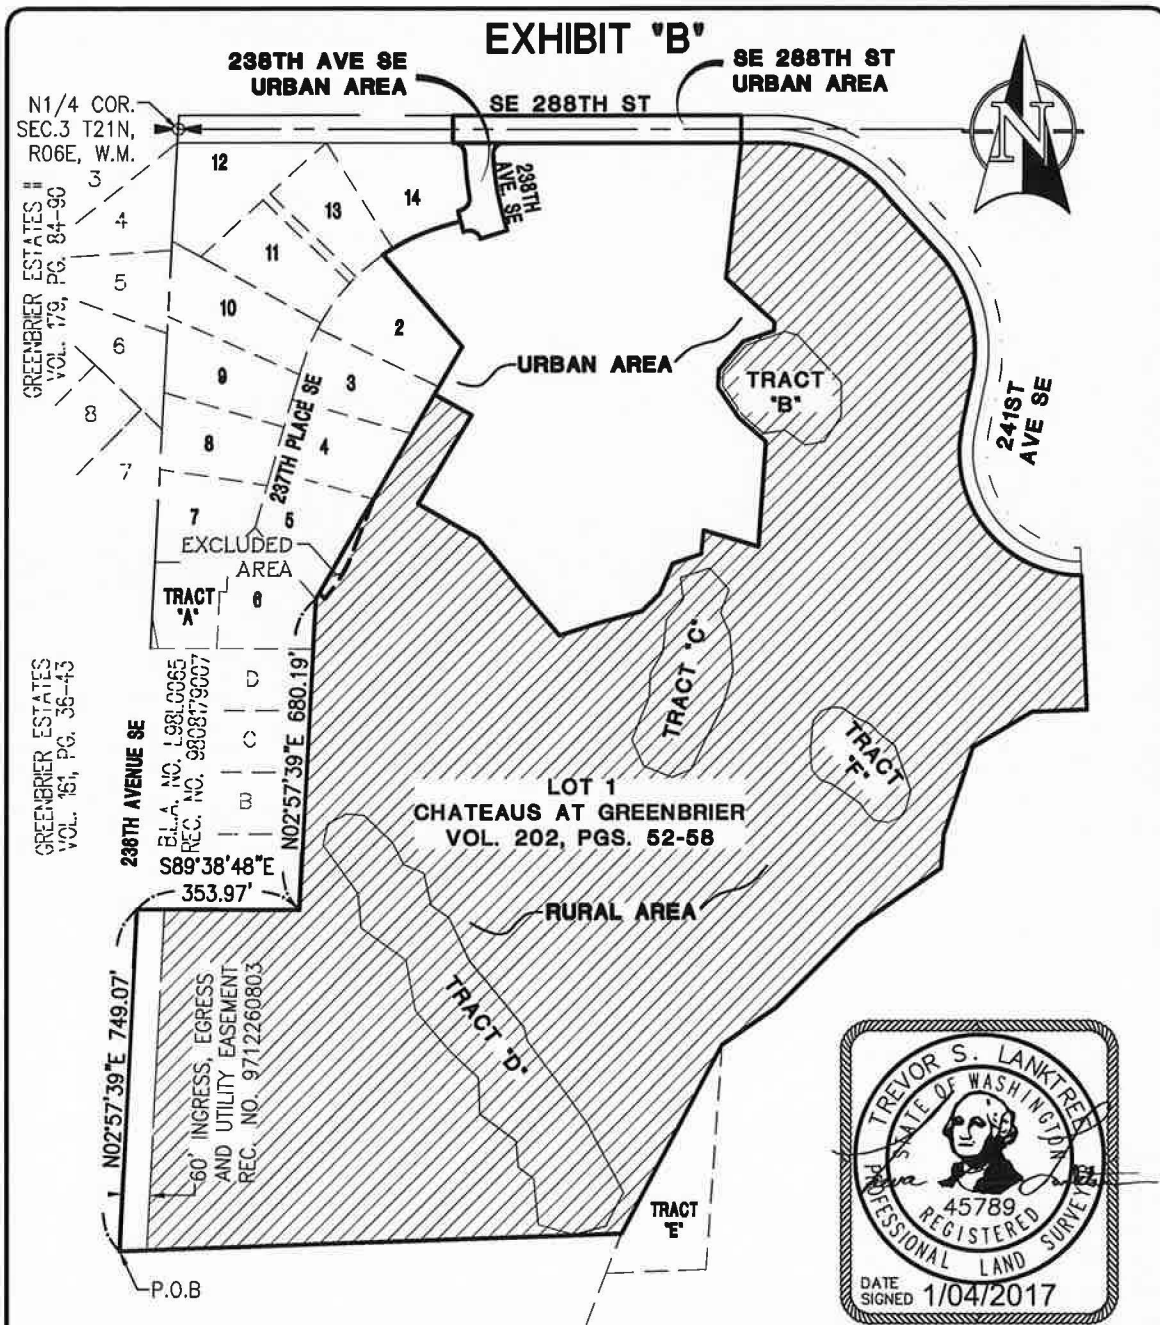 EXHIBIT "B"
238TH AVE SE
URBAN AREA
SE 288TH ST
URBAN AREA
SE 288TH ST
N1/4 COR.
SEC.3 T21N,
R06E, W.M.
N
238TH
AVE SE
12
13
14
11
10
9
8
7
2
3
4
5
6
3
4
5
6
8
7
GREENBRIER ESTATES II
VOL. 179, PG. 84-90
237TH PLACE SE
URBAN AREA
TRACT
"B"
241ST
AVE SE
EXCLUDED
AREA
TRACT
"A"
D
C
B
GREENBRIER ESTATES
VOL. 161, PG. 36-43
238TH AVENUE SE
B.L.A. NO. L98L0065
REC. NO. 9808179007
N02°57'39"E 680.19'
S89°38'48"E
353.97'
TRACT "C"
TRACT
"F"
LOT 1
CHATEAUS AT GREENBRIER
VOL. 202, PGS. 52-58
RURAL AREA
TRACT "D"
N02°57'39"E 749.07'
60' INGRESS, EGRESS
AND UTILITY EASEMENT
REC. NO. 9712260803
TRACT
"E"
P.O.B
TREVOR S. LANKTREE
STATE OF WASHINGTON
45789
REGISTERED
PROFESSIONAL LAND SURVEYOR
DATE
SIGNED 1/04/2017